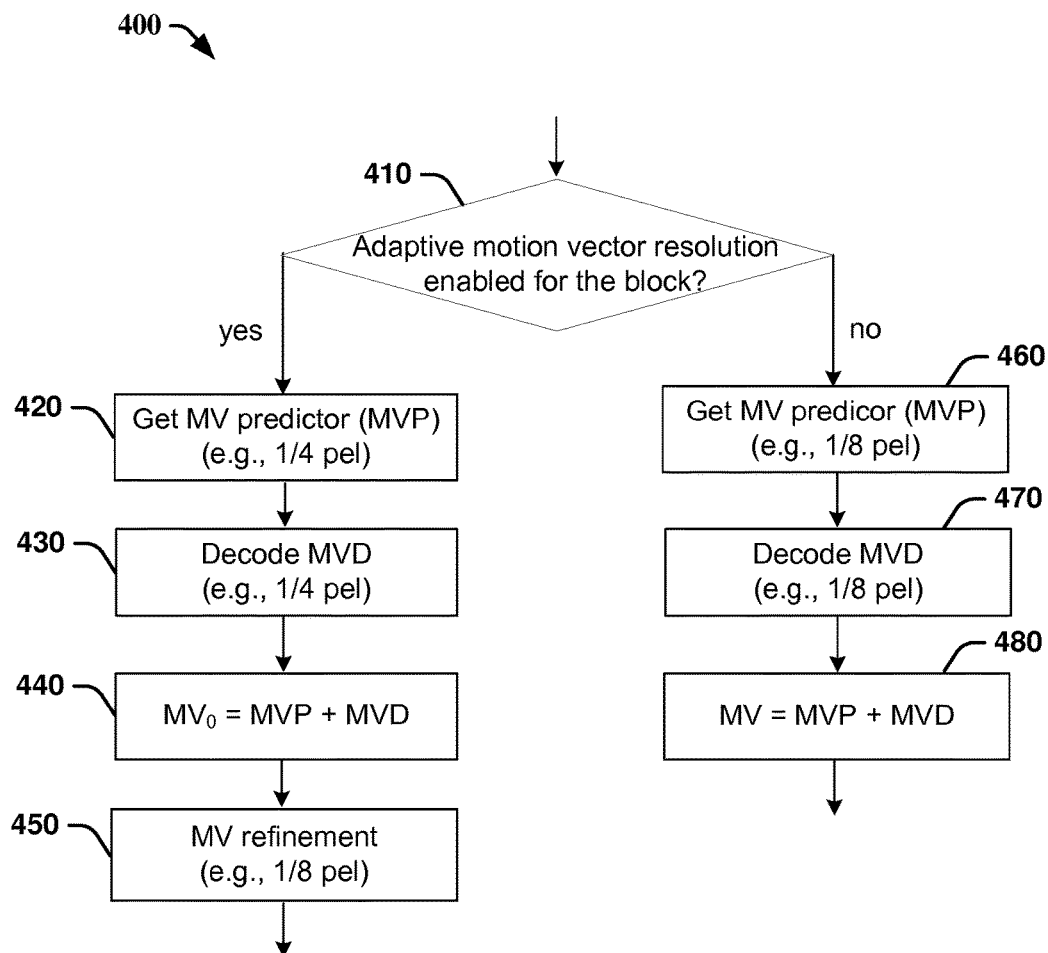 400
410
Adaptive motion vector resolution
enabled for the block?
yes
no
420
Get MV predictor (MVP)
(e.g., 1/4 pel)
430
Decode MVD
(e.g., 1/4 pel)
440
MV₀ = MVP + MVD
450
MV refinement
(e.g., 1/8 pel)
460
Get MV predicor (MVP)
(e.g., 1/8 pel)
470
Decode MVD
(e.g., 1/8 pel)
480
MV = MVP + MVD